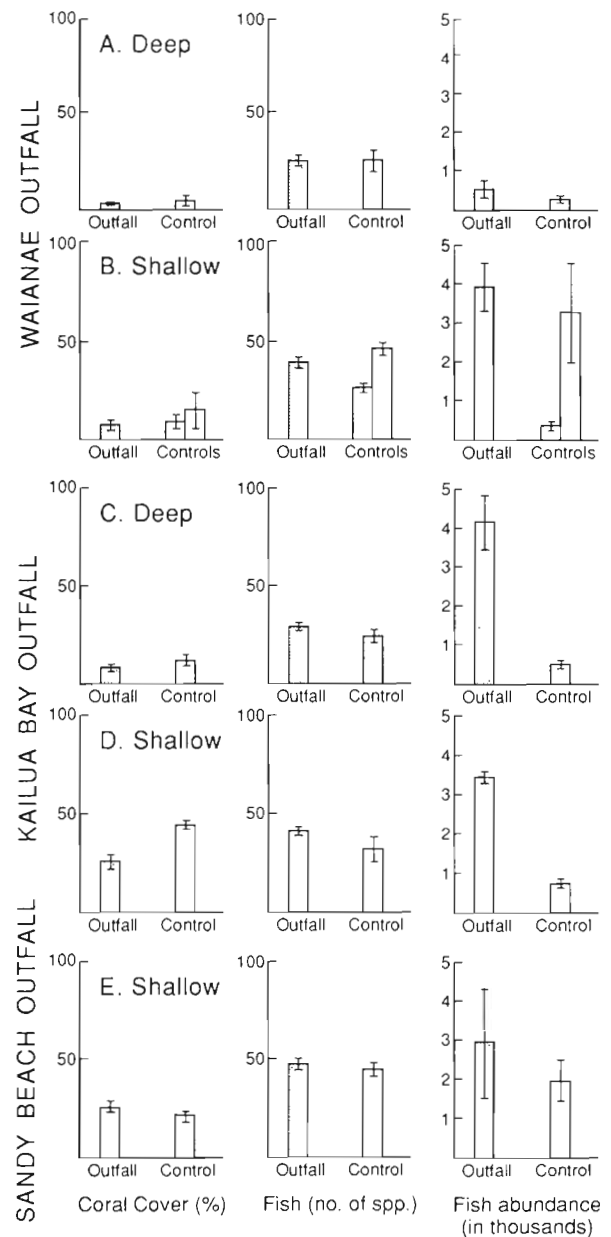 WAIANAE OUTFALL
100
50
A. Deep
Outfall Control
100
50
Outfall Control
5
4
3
2
1
Outfall Control
100
50
B. Shallow
Outfall Controls
100
50
Outfall Controls
5
4
3
2
1
Outfall Controls
KAILUA BAY OUTFALL
100
50
C. Deep
Outfall Control
100
50
Outfall Control
5
4
3
2
1
Outfall Control
100
50
D. Shallow
Outfall Control
100
50
Outfall Control
5
4
3
2
1
Outfall Control
SANDY BEACH OUTFALL
100
50
E. Shallow
Outfall Control
100
50
Outfall Control
5
4
3
2
1
Outfall Control
Coral Cover (%)
Fish (no. of spp.)
Fish abundance
(in thousands)